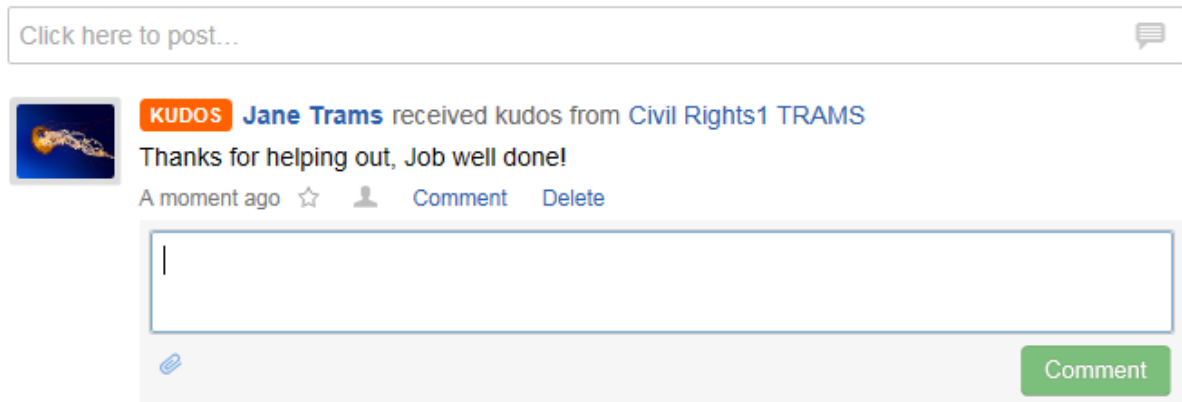 Click here to post...
KUDOS Jane Trams received kudos from Civil Rights1 TRAMS
Thanks for helping out, Job well done!
A moment ago Comment Delete
Comment